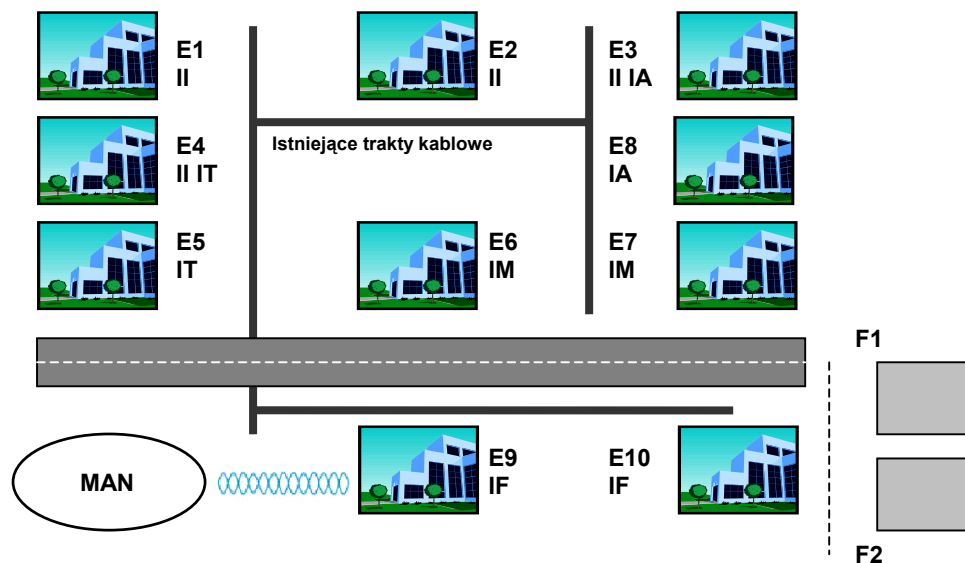 E1
II
E2
II
E3
II IA
Istniejące trakty kablowe
E4
II IT
E8
IA
E5
IT
E6
IM
E7
IM
F1
MAN
E9
IF
E10
IF
F2